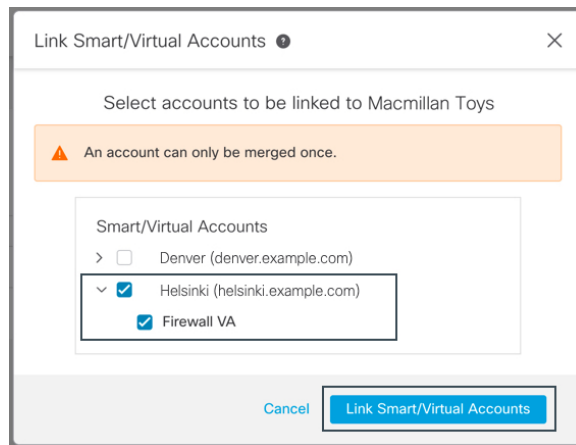 Link Smart/Virtual Accounts ?
Select accounts to be linked to Macmillan Toys
An account can only be merged once.
Smart/Virtual Accounts
Denver (denver.example.com)
Helsinki (helsinki.example.com)
Firewall VA
Cancel Link Smart/Virtual Accounts